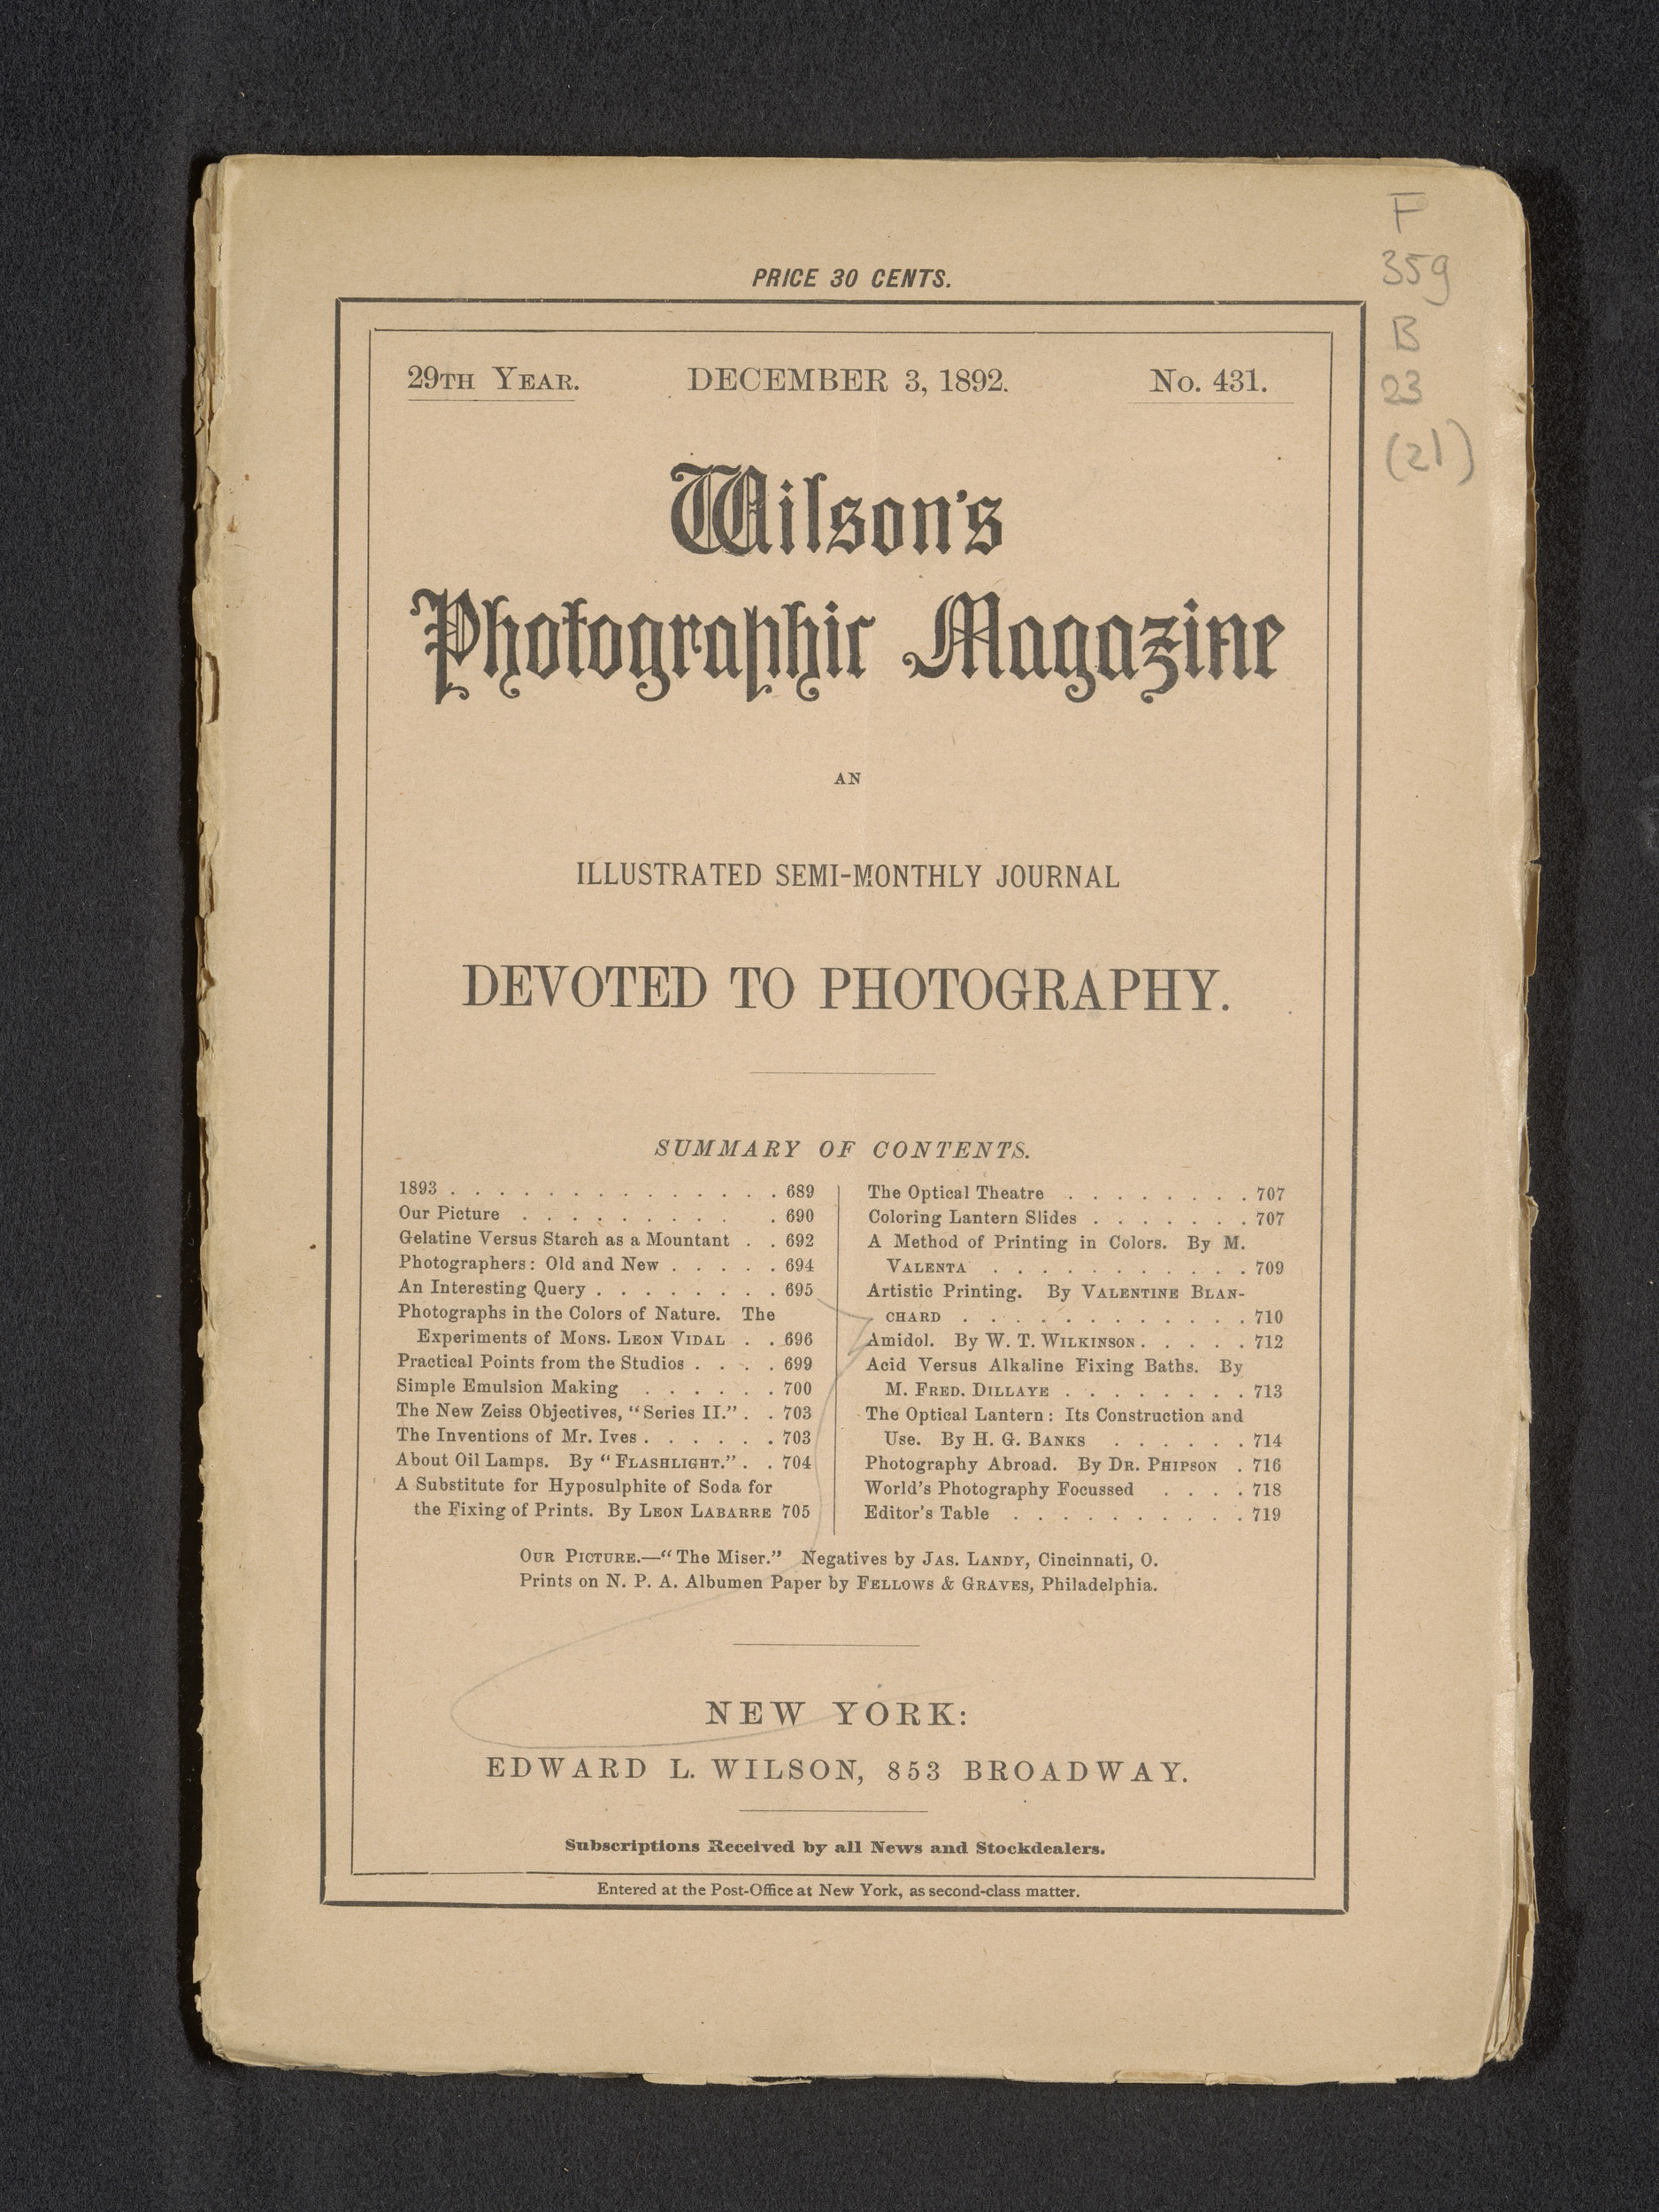 F
359
B
23
(21)
PRICE 30 CENTS.
29TH YEAR. DECEMBER 3, 1892. No. 431.
Wilson's
Photographic Magazine
AN
ILLUSTRATED SEMI-MONTHLY JOURNAL
DEVOTED TO PHOTOGRAPHY.
SUMMARY OF CONTENTS.
1893 . . . . . . . . . . . . . . 689
Our Picture . . . . . . . . . . 690
Gelatine Versus Starch as a Mountant . . 692
Photographers: Old and New . . . . . 694
An Interesting Query . . . . . . . . 695
Photographs in the Colors of Nature. The
Experiments of MONS. LEON VIDAL . . 696
Practical Points from the Studios . . . . 699
Simple Emulsion Making . . . . . . 700
The New Zeiss Objectives, "Series II." . . 703
The Inventions of Mr. Ives . . . . . . 703
About Oil Lamps. By "FLASHLIGHT." . . 704
A Substitute for Hyposulphite of Soda for
the Fixing of Prints. By LEON LABARRE 705
The Optical Theatre . . . . . . . . 707
Coloring Lantern Slides . . . . . . . 707
A Method of Printing in Colors. By M.
VALENTA . . . . . . . . . . . 709
Artistic Printing. By VALENTINE BLAN-
CHARD . . . . . . . . . . . . 710
Amidol. By W. T. WILKINSON . . . . . 712
Acid Versus Alkaline Fixing Baths. By
M. FRED. DILLAYE . . . . . . . . 713
The Optical Lantern: Its Construction and
Use. By H. G. BANKS . . . . . . 714
Photography Abroad. By DR. PHIPSON . 716
World's Photography Focussed . . . . 718
Editor's Table . . . . . . . . . . 719
OUR PICTURE.—"The Miser." Negatives by JAS. LANDY, Cincinnati, O.
Prints on N. P. A. Albumen Paper by FELLOWS & GRAVES, Philadelphia.
NEW YORK:
EDWARD L. WILSON, 853 BROADWAY.
Subscriptions Received by all News and Stockdealers.
Entered at the Post-Office at New York, as second-class matter.